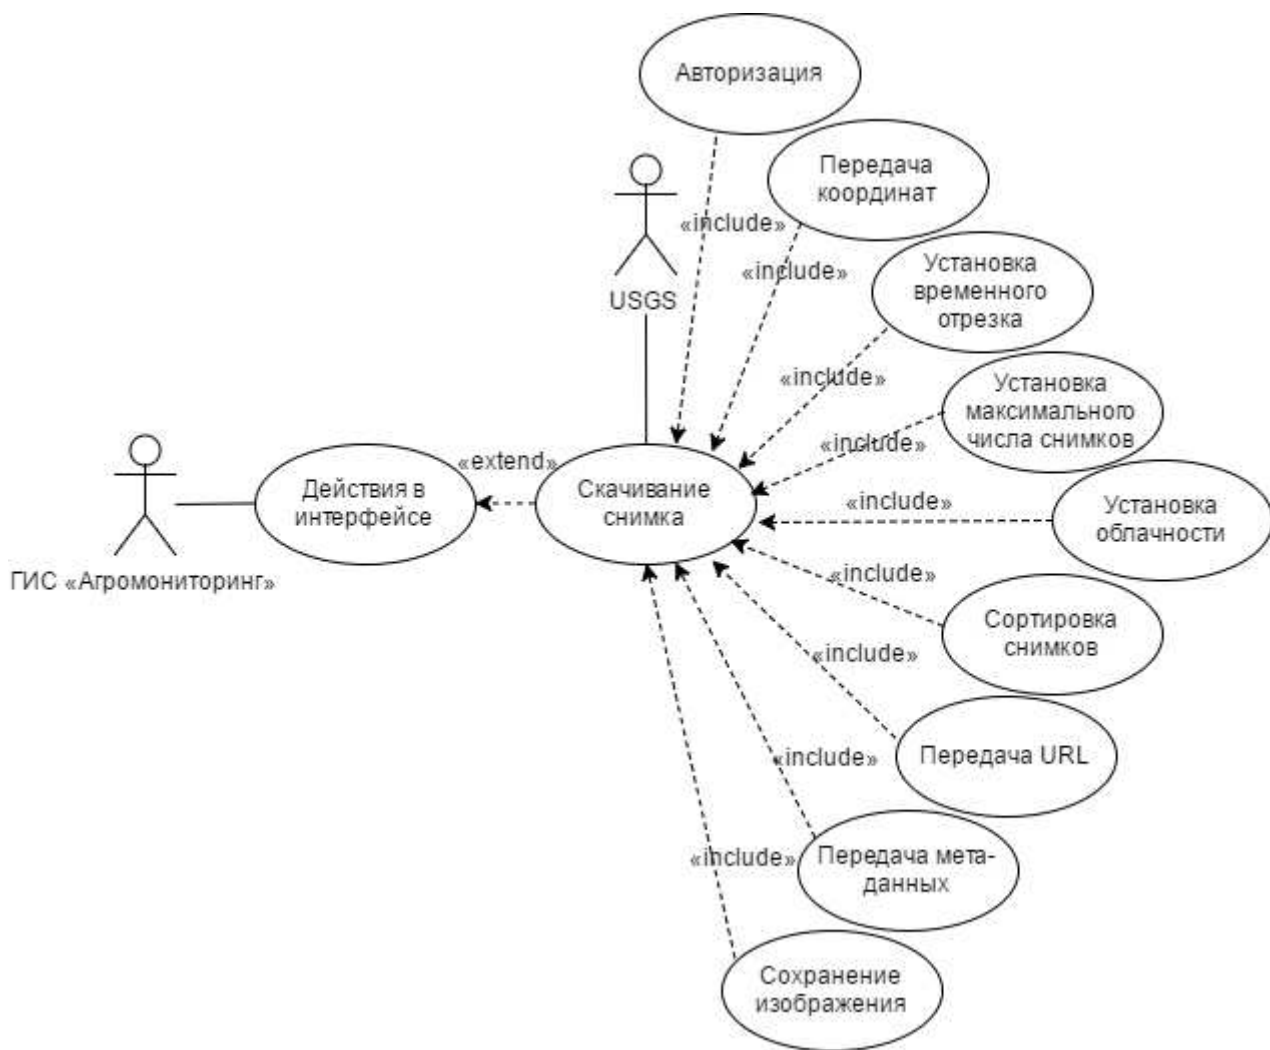 Авторизация
Передача
координат
«include»
USGS
«include»
Установка
временного
отрезка
«include»
Установка
максимального
числа снимков
«include»
«extend»
Действия в
интерфейсе
Скачивание
снимка
«include»
Установка
облачности
ГИС «Агромониторинг»
«include»
Сортировка
снимков
«include»
Передача URL
«include»
Передача мета-
данных
«include»
Сохранение
изображения